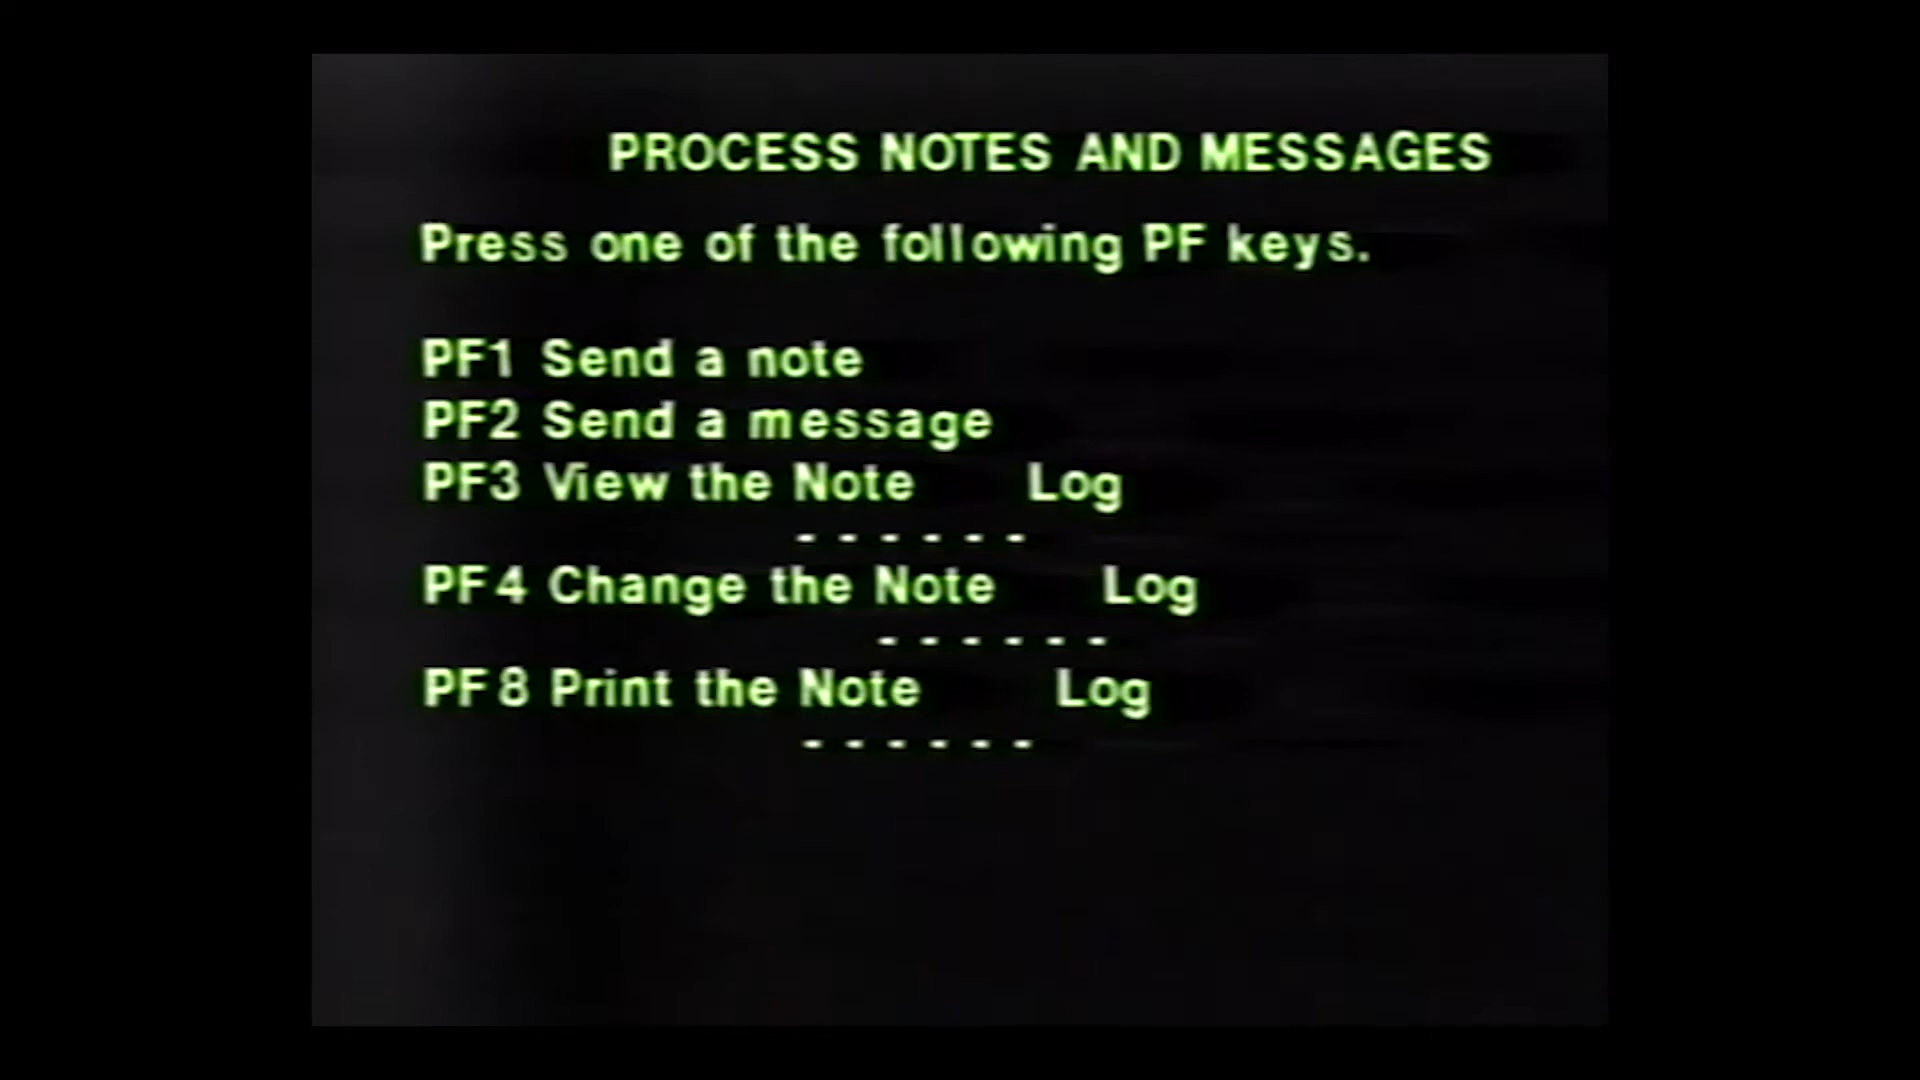 PROCESS NOTES AND MESSAGES
Press one of the following PF keys.
PF1 Send a note
PF2 Send a message
PF3 View the Note Log
- - - - - -
PF4 Change the Note Log
- - - - - -
PF8 Print the Note Log
- - - - - -